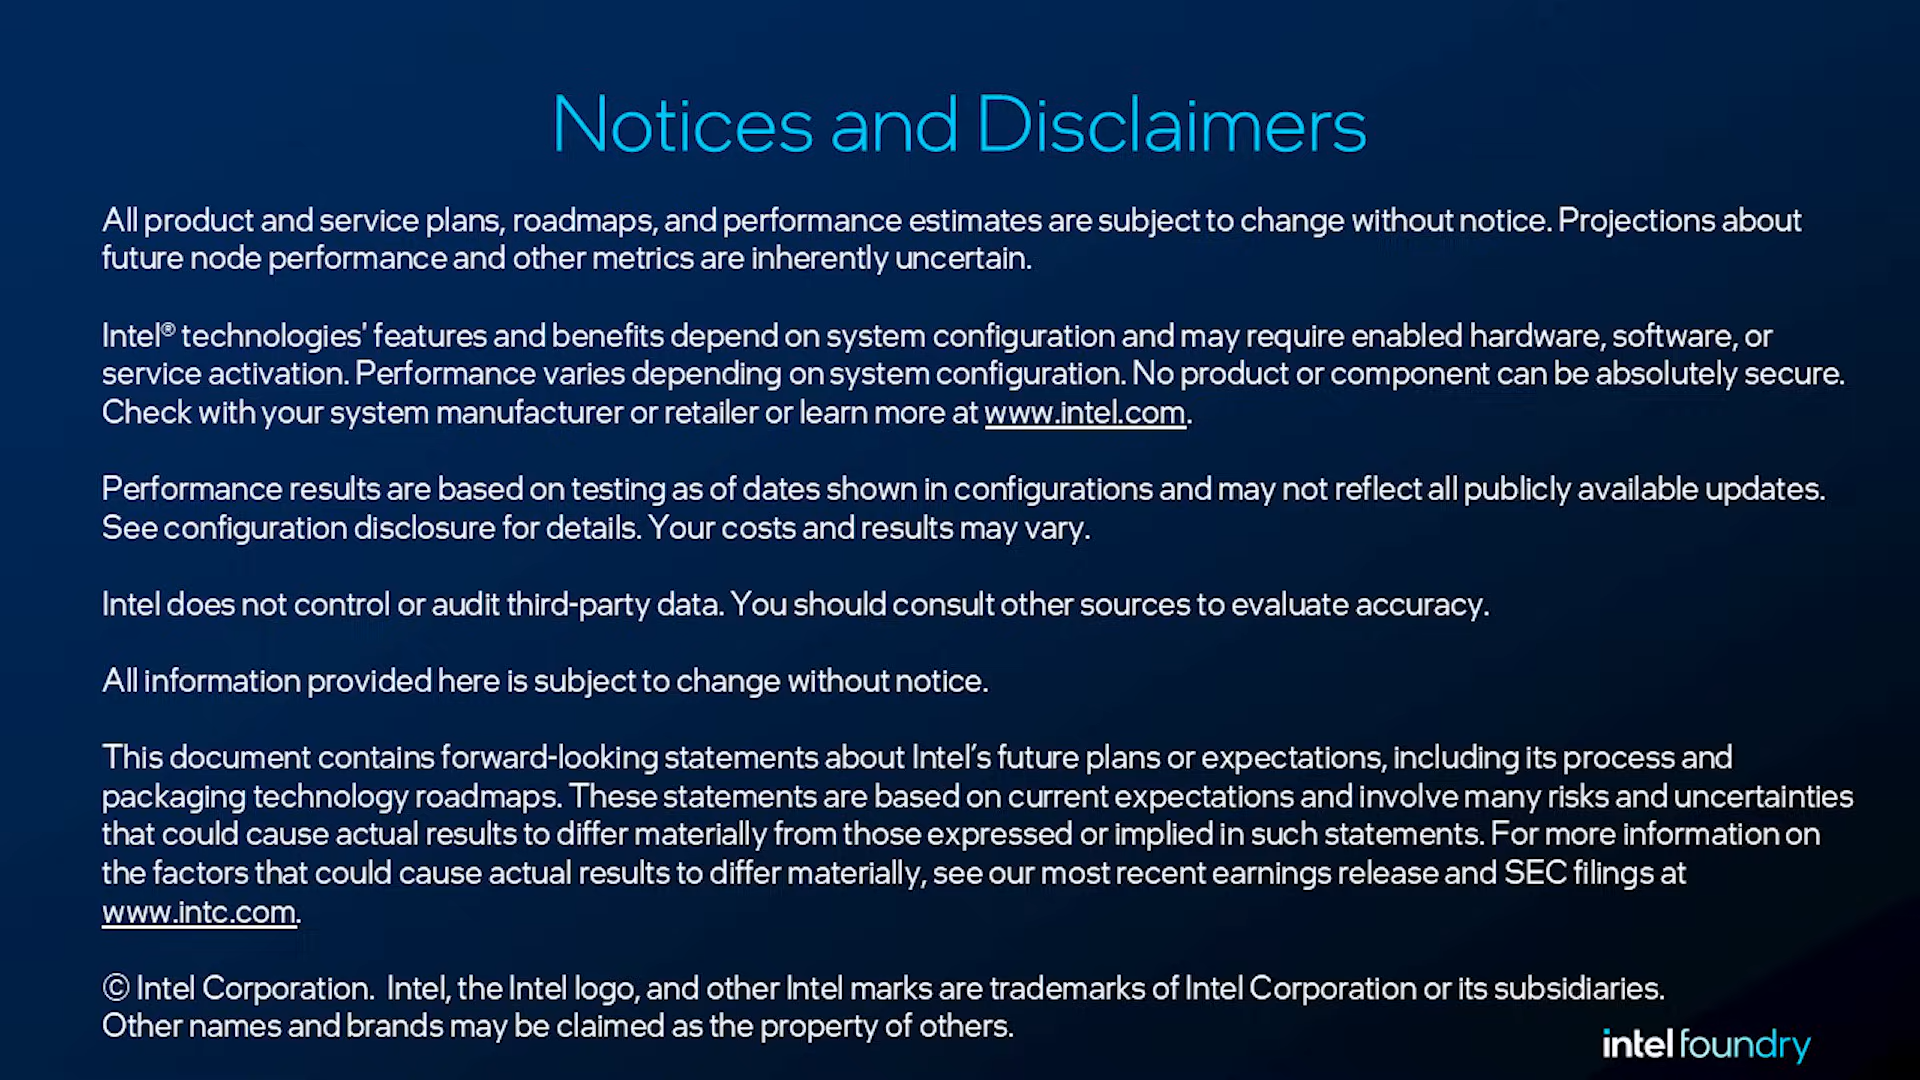 Notices and Disclaimers
All product and service plans, roadmaps, and performance estimates are subject to change without notice. Projections about
future node performance and other metrics are inherently uncertain.
Intel® technologies' features and benefits depend on system configuration and may require enabled hardware, software, or
service activation. Performance varies depending on system configuration. No product or component can be absolutely secure.
Check with your system manufacturer or retailer or learn more at www.intel.com.
Performance results are based on testing as of dates shown in configurations and may not reflect all publicly available updates.
See configuration disclosure for details. Your costs and results may vary.
Intel does not control or audit third-party data. You should consult other sources to evaluate accuracy.
All information provided here is subject to change without notice.
This document contains forward-looking statements about Intel’s future plans or expectations, including its process and
packaging technology roadmaps. These statements are based on current expectations and involve many risks and uncertainties
that could cause actual results to differ materially from those expressed or implied in such statements. For more information on
the factors that could cause actual results to differ materially, see our most recent earnings release and SEC filings at
www.intc.com.
© Intel Corporation. Intel, the Intel logo, and other Intel marks are trademarks of Intel Corporation or its subsidiaries.
Other names and brands may be claimed as the property of others.
intel foundry